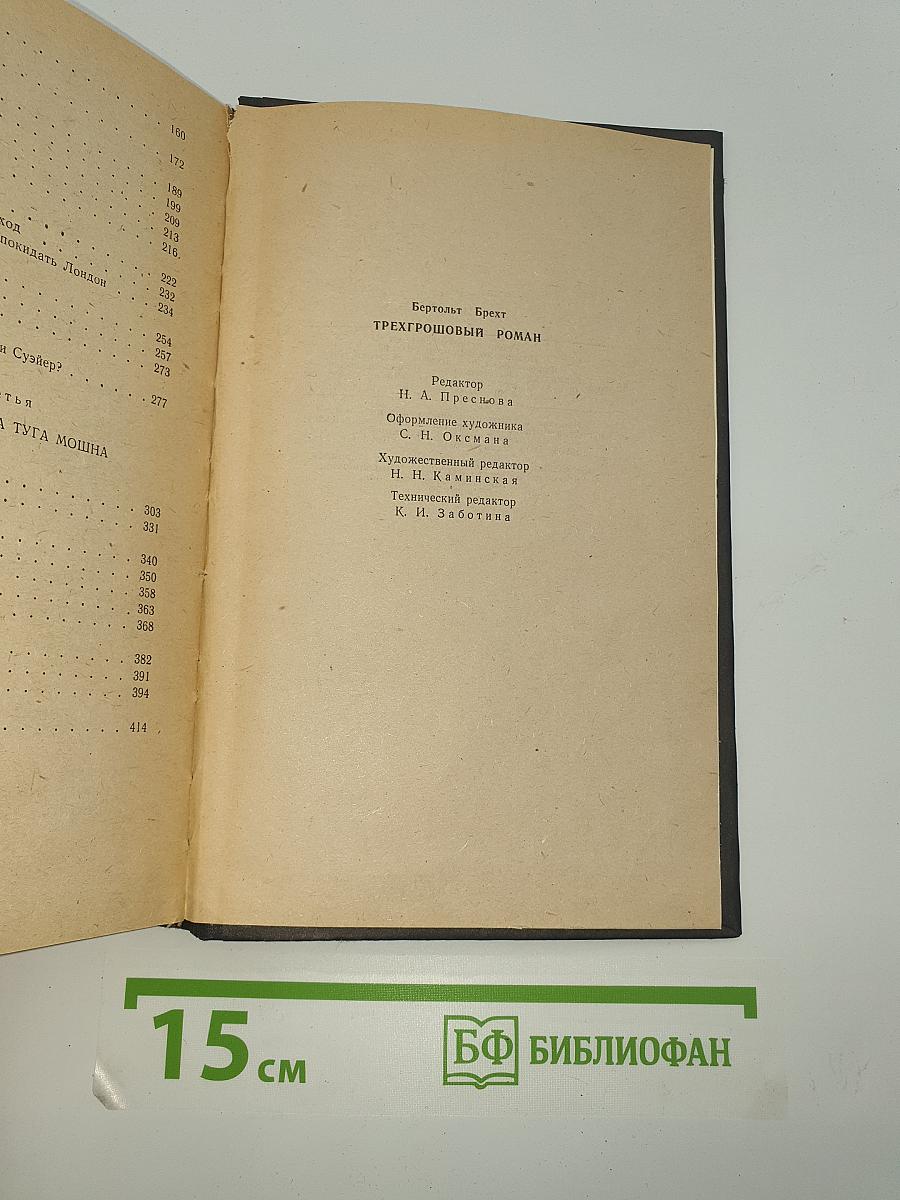 160
172
189
199
209
213
ход
216
покидать Лондон
222
232
234
254
257
и Суэйер?
273
277
етья
А ТУГА МОШНА
303
331
340
350
358
363
368
382
391
394
414
Бертольт Брехт
ТРЕХГРОШОВЫЙ РОМАН
Редактор
Н. А. Преснова
Оформление художника
С. Н. Оксмана
Художественный редактор
Н. Н. Каминская
Технический редактор
К. И. Заботина
15 см
БФ БИБЛИОФАН